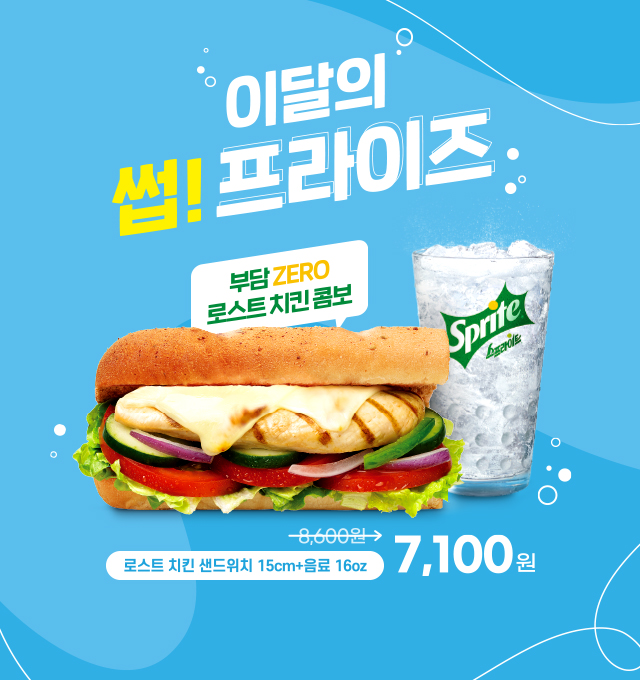 이달의
썹! 프라이즈
부담 ZERO
로스트 치킨 콤보
Sprite
스프라이트
8,600원 →
로스트 치킨 샌드위치 15cm+음료 16oz
7,100원